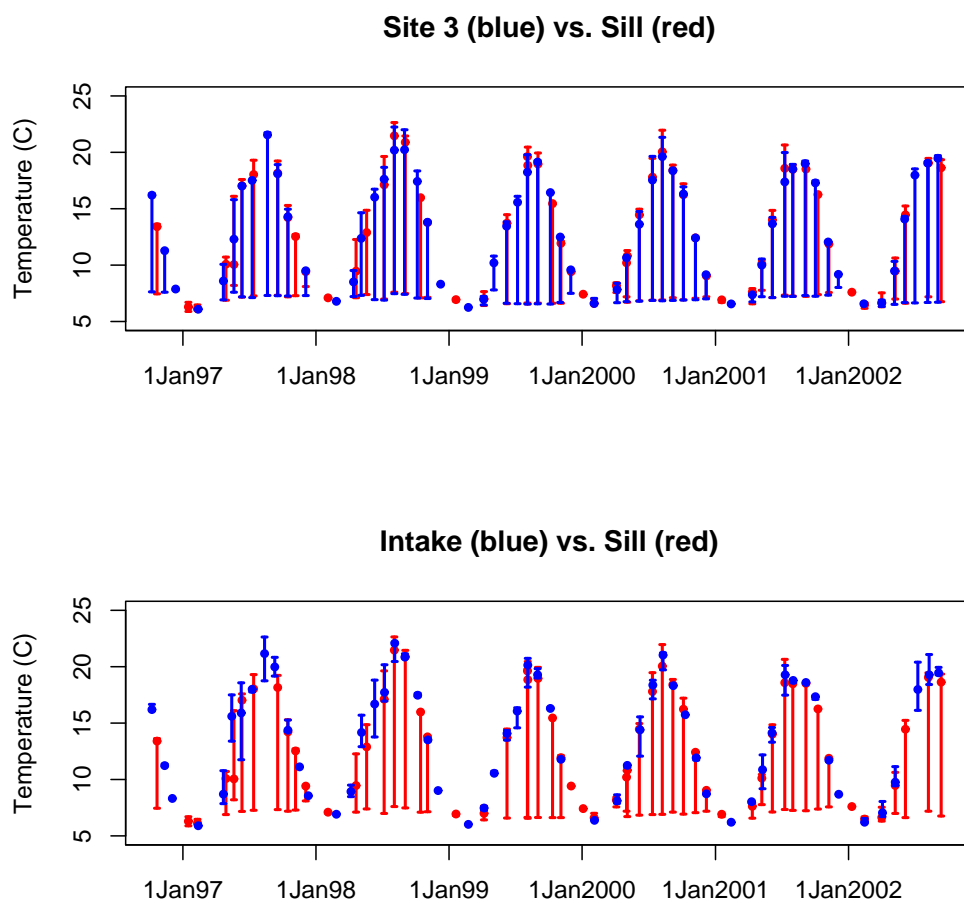 Site 3 (blue) vs. Sill (red)
Temperature (C)
25
20
15
10
5
1Jan97 1Jan98 1Jan99 1Jan2000 1Jan2001 1Jan2002
Intake (blue) vs. Sill (red)
Temperature (C)
25
20
15
10
5
1Jan97 1Jan98 1Jan99 1Jan2000 1Jan2001 1Jan2002